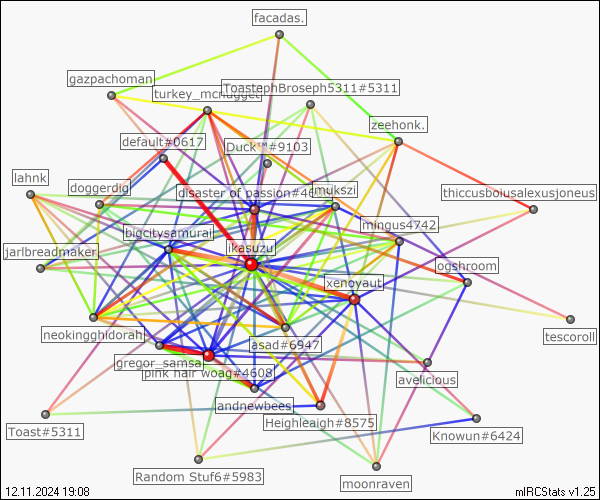 facadas.
gazpachoman
ToastephBroseph5311#5311
turkey_mcnugget
zeehonk.
default#0617
Duck™#9103
lahnk
doggerdig
disaster of passion#46
mukszi
thiccusboiusalexusjoneus
mingus4742
bigcitysamurai
ikasuzu
jarlbreadmaker
ogshroom
xenoyaut
neokingghidorah
asad#6947
tescoroll
gregor_samsa
pink hair woag#4608
avelicious
andnewbees
Heighleaigh#8575
Toast#5311
Knowun#6424
Random Stuf6#5983
moonraven
12.11.2024 19:08
mIRCStats v1.25